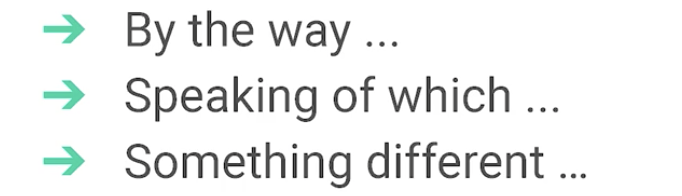 ➔ By the way ...
➔ Speaking of which ...
➔ Something different ...